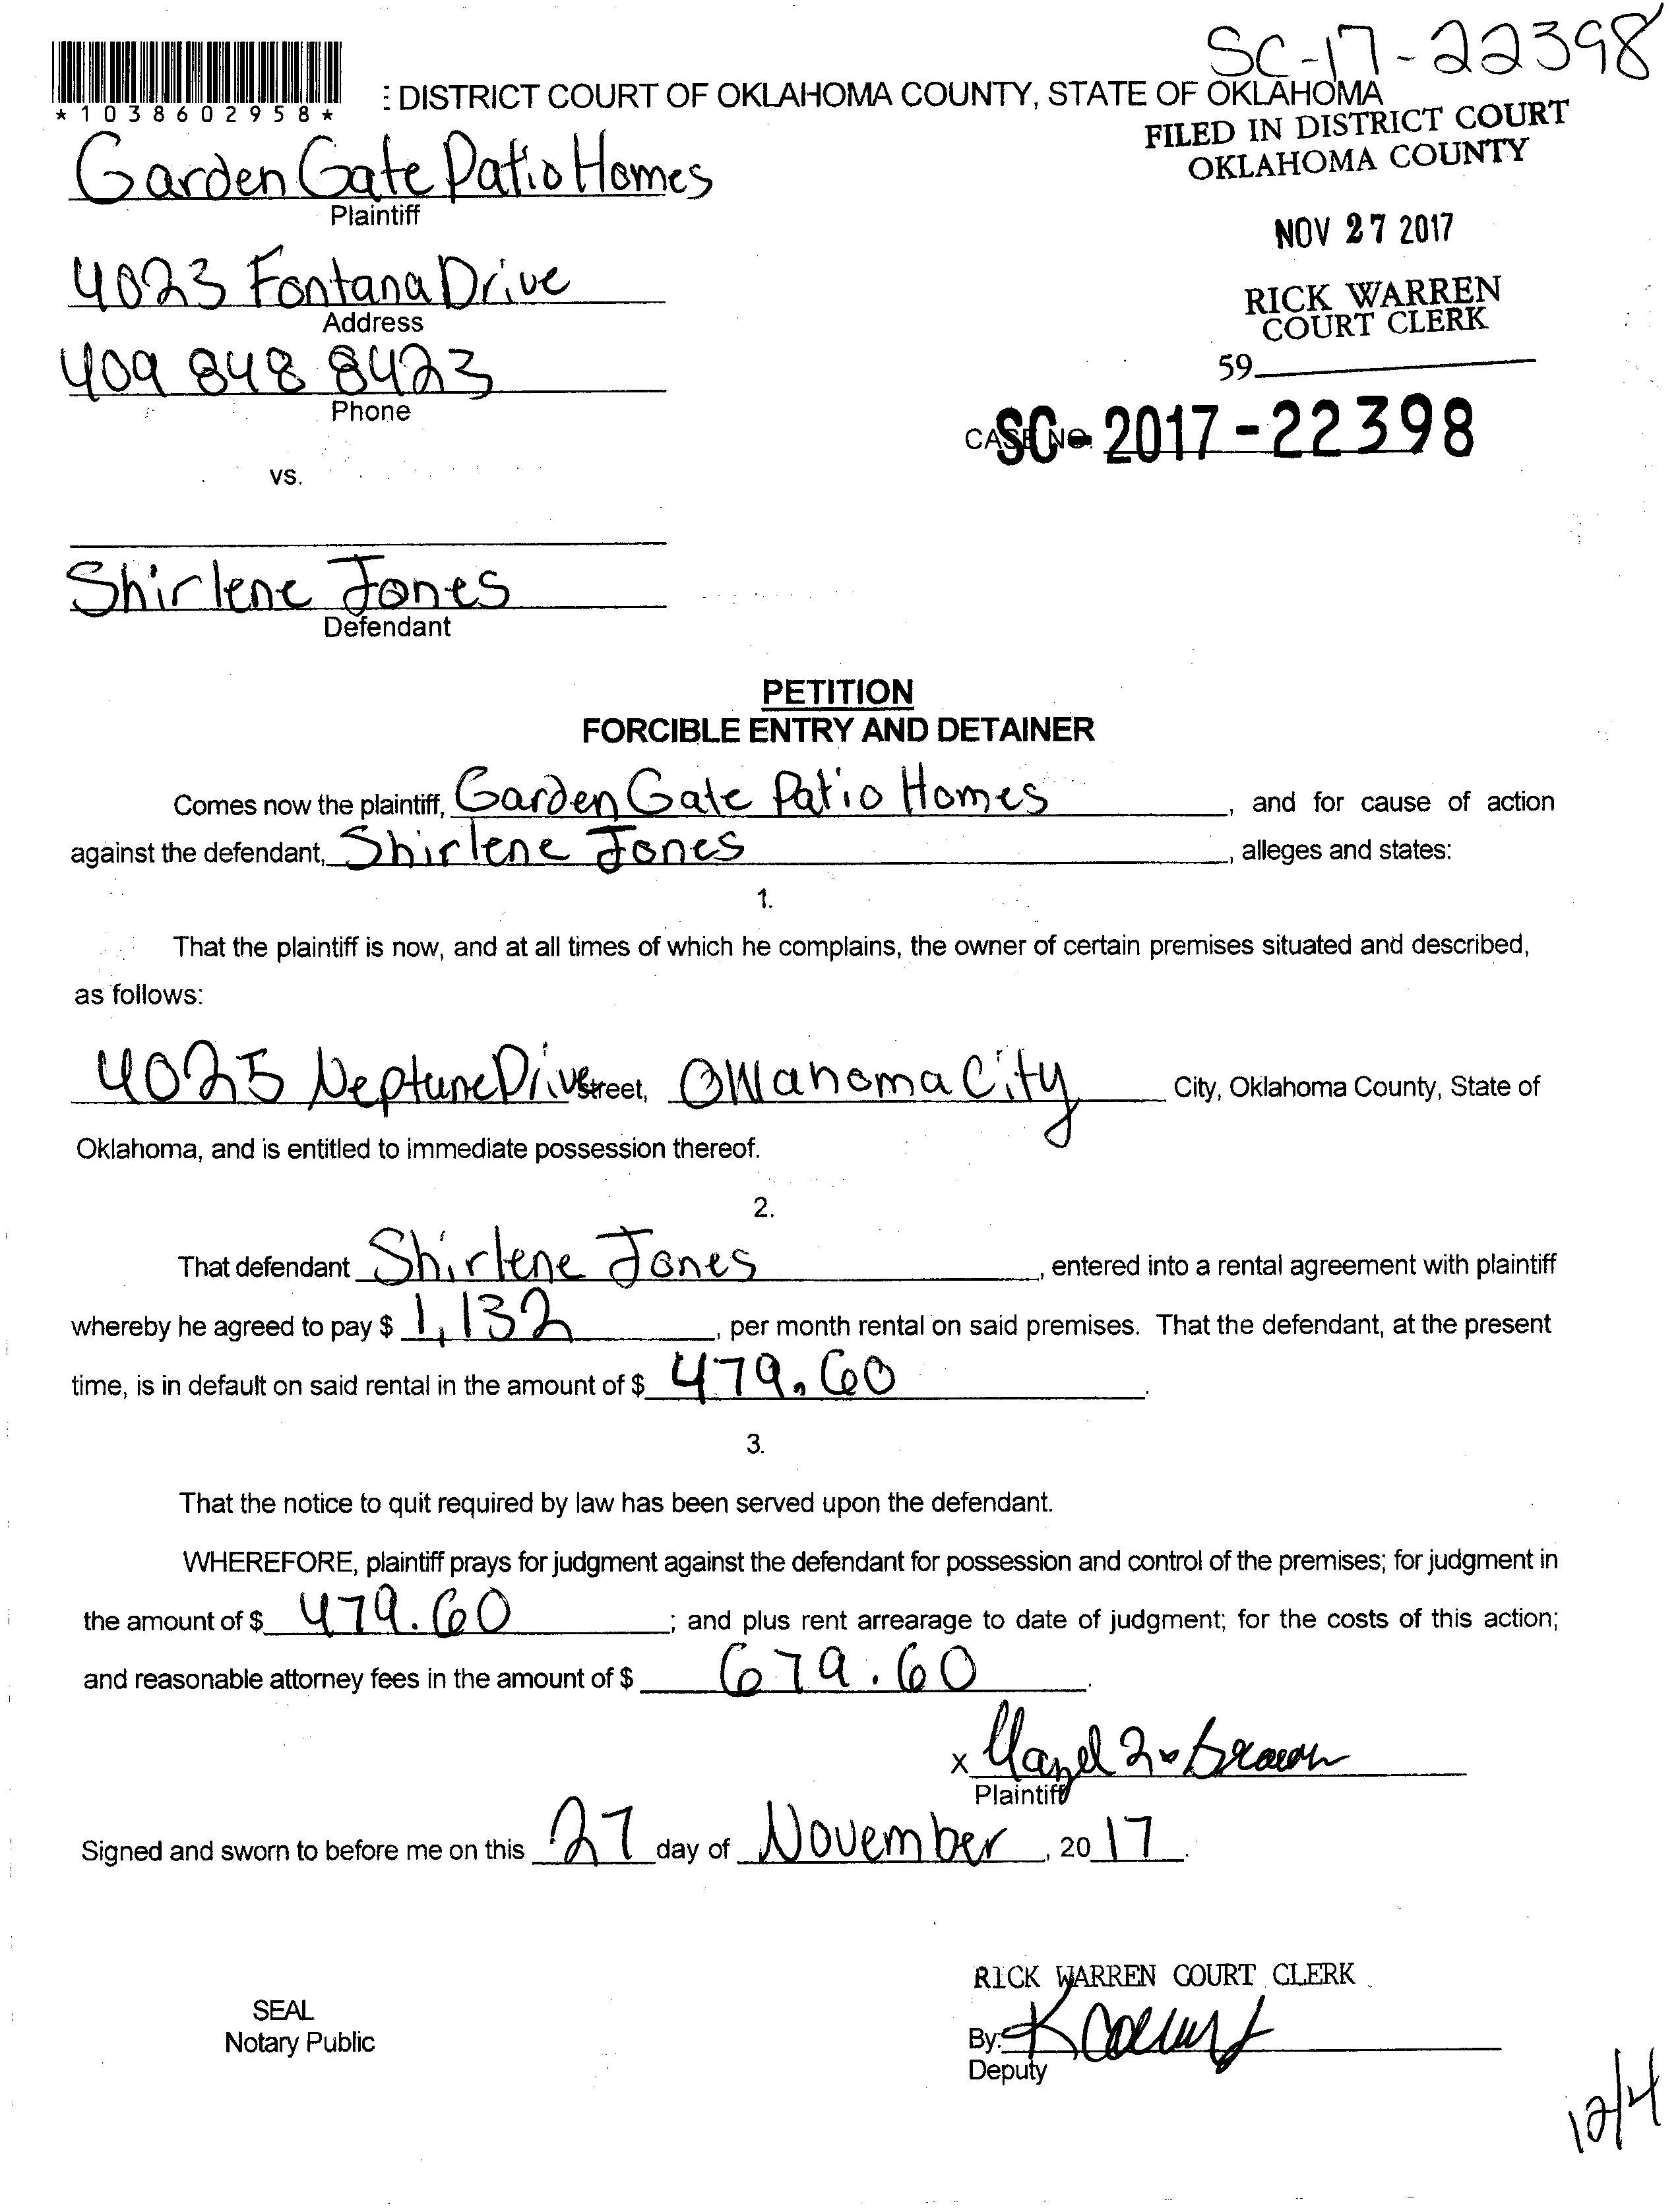 SC-17-22398
*1038602958*
: DISTRICT COURT OF OKLAHOMA COUNTY, STATE OF OKLAHOMA
FILED IN DISTRICT COURT
OKLAHOMA COUNTY
Garden Gate Patio Homes
Plaintiff
NOV 27 2017
4023 Fontana Drive
Address
RICK WARREN
COURT CLERK
409 848 8423
Phone
59
CASE NO. SC-2017-22398
vs.
Shirlene Jones
Defendant
PETITION
FORCIBLE ENTRY AND DETAINER
Comes now the plaintiff, Garden Gate Patio Homes, and for cause of action
against the defendant, Shirlene Jones, alleges and states:
1.
That the plaintiff is now, and at all times of which he complains, the owner of certain premises situated and described,
as follows:
4025 Neptune Drive Street, Oklahoma City City, Oklahoma County, State of
Oklahoma, and is entitled to immediate possession thereof.
2.
That defendant Shirlene Jones, entered into a rental agreement with plaintiff
whereby he agreed to pay $ 1,132, per month rental on said premises. That the defendant, at the present
time, is in default on said rental in the amount of $ 479.60.
3.
That the notice to quit required by law has been served upon the defendant.
WHEREFORE, plaintiff prays for judgment against the defendant for possession and control of the premises; for judgment in
the amount of $ 479.60; and plus rent arrearage to date of judgment; for the costs of this action;
and reasonable attorney fees in the amount of $ 679.60.
x
Plaintiff
Signed and sworn to before me on this 27 day of November, 2017.
RICK WARREN COURT CLERK
SEAL
Notary Public
By:
Deputy
12/4